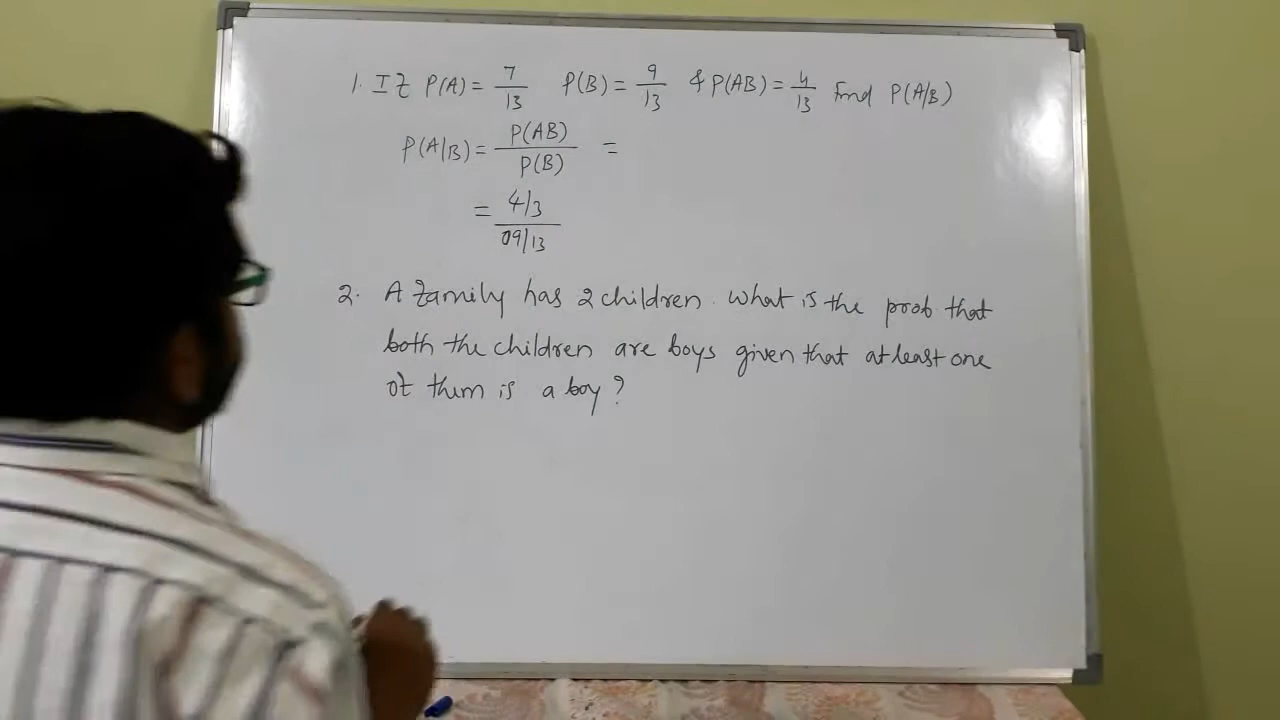 1. If P(A) = 7/13 P(B) = 9/13 & P(AB) = 4/13 Find P(A/B)
P(A|B) = P(AB)/P(B) =
= 4/3 / 09/13
2. A family has 2 children. What is the prob that
both the children are boys given that at least one
of them is a boy?